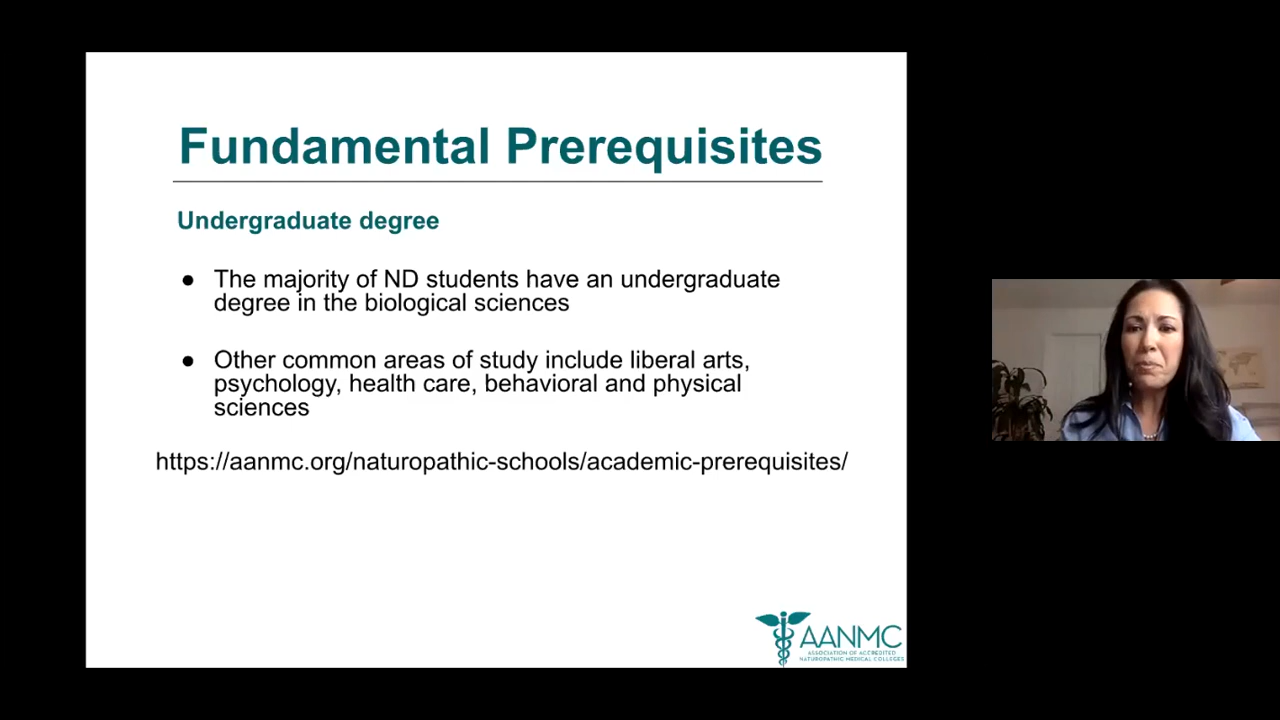 Fundamental Prerequisites
Undergraduate degree
● The majority of ND students have an undergraduate
degree in the biological sciences
● Other common areas of study include liberal arts,
psychology, health care, behavioral and physical
sciences
https://aanmc.org/naturopathic-schools/academic-prerequisites/
AANMC
ASSOCIATION OF ACCREDITED
NATUROPATHIC MEDICAL COLLEGES